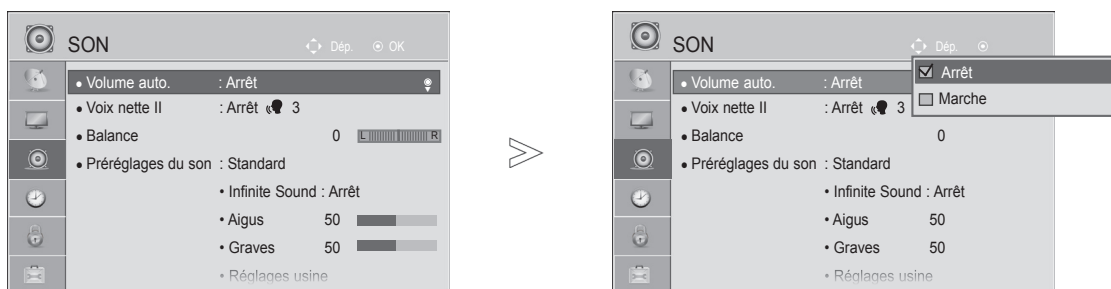 SON
Dép. OK
• Volume auto. : Arrêt
• Voix nette II : Arrêt 3
• Balance 0 L R
• Préréglages du son : Standard
• Infinite Sound : Arrêt
• Aigus 50
• Graves 50
• Réglages usine
SON
Dép.
• Volume auto. : Arrêt
Arrêt
Marche
• Voix nette II : Arrêt 3
• Balance 0
• Préréglages du son : Standard
• Infinite Sound : Arrêt
• Aigus 50
• Graves 50
• Réglages usine